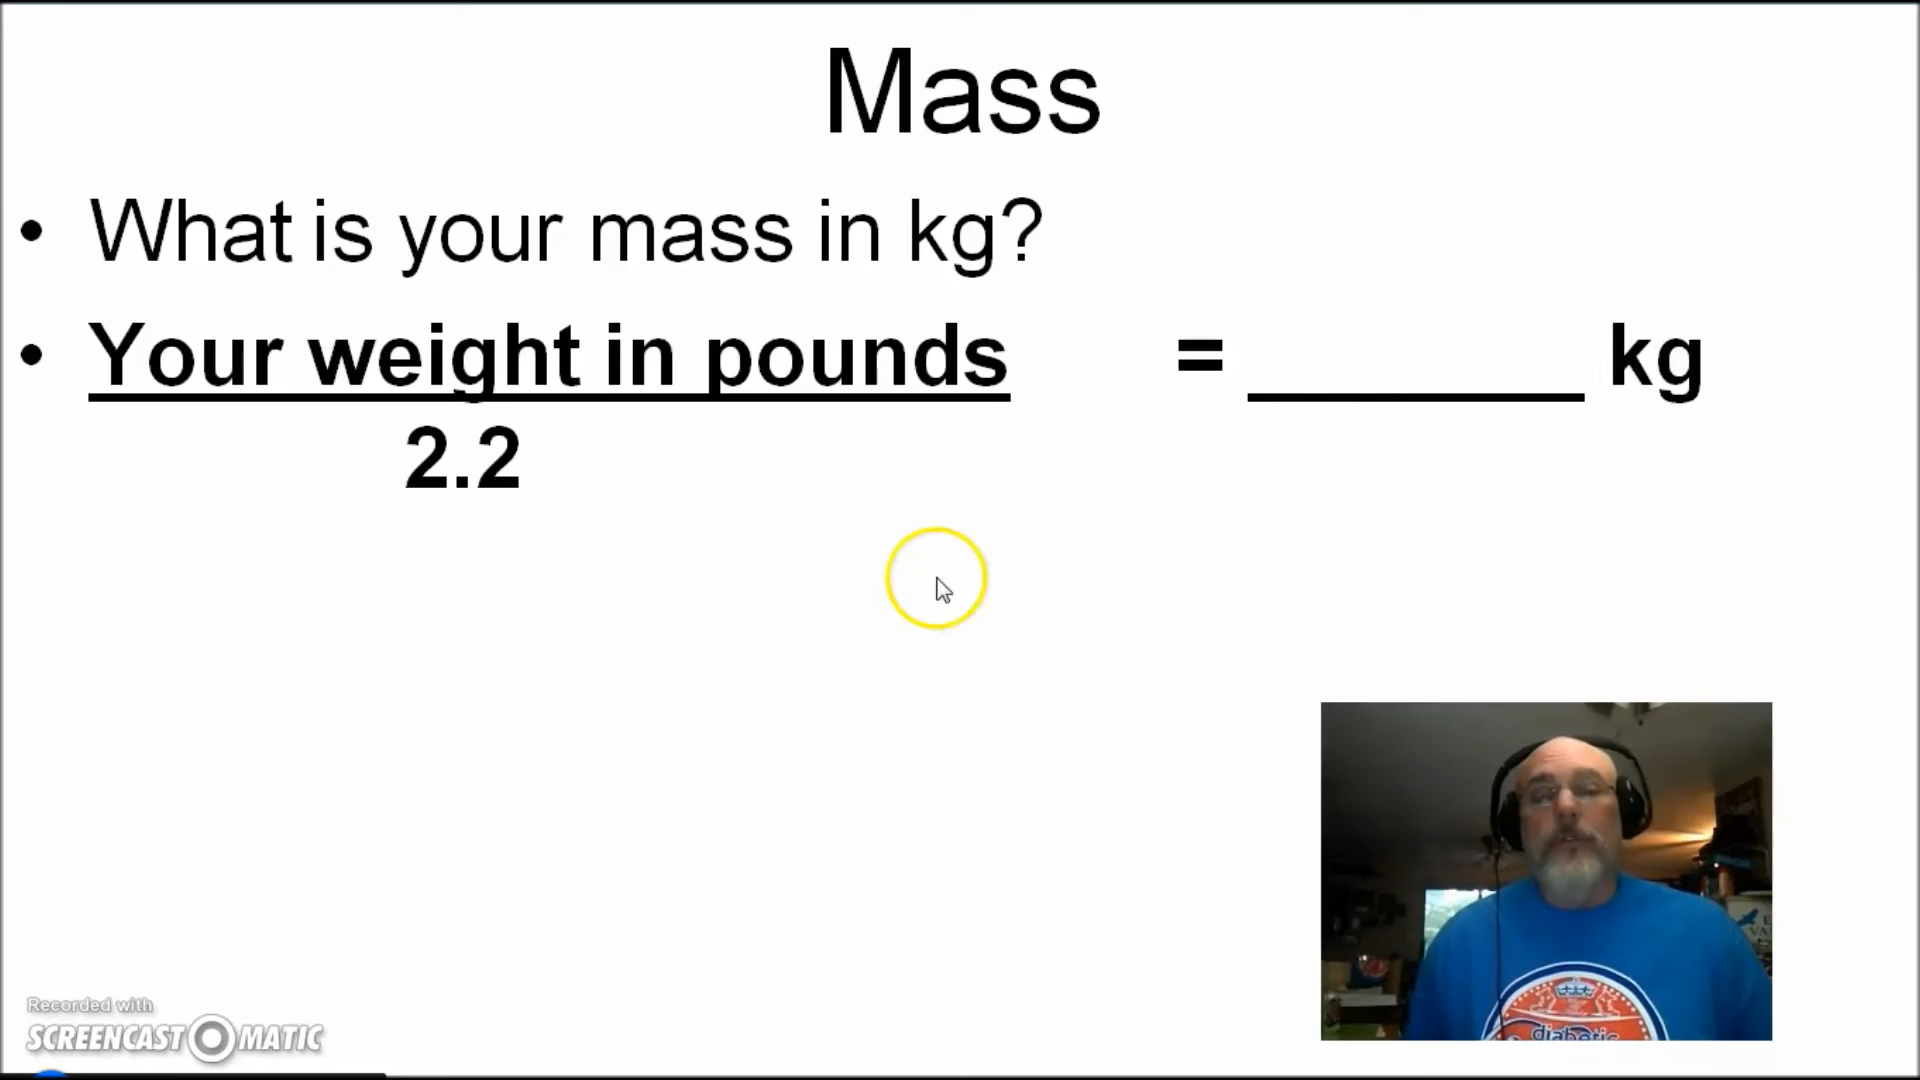 Mass
• What is your mass in kg?
• Your weight in pounds = ________ kg
2.2
Recorded with
SCREENCAST MATIC
diabetic